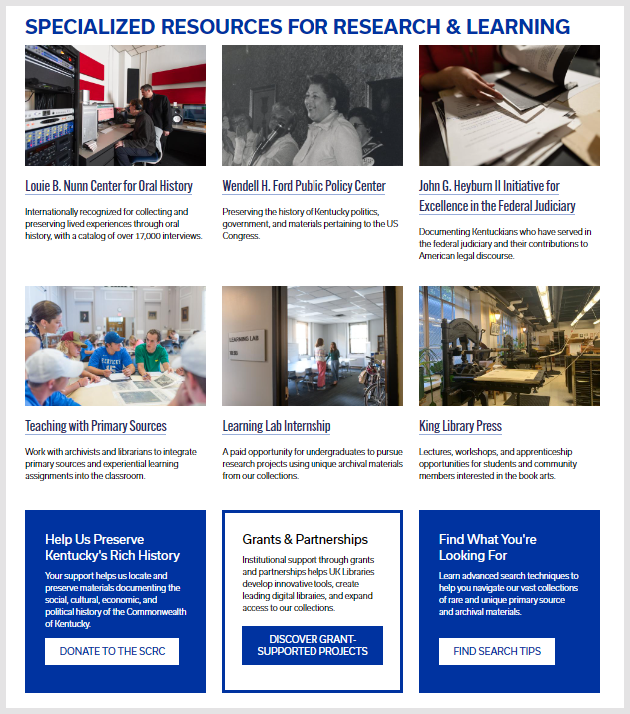 SPECIALIZED RESOURCES FOR RESEARCH & LEARNING
Louie B. Nunn Center for Oral History
Internationally recognized for collecting and
preserving lived experiences through oral
history, with a catalog of over 17,000 interviews.
Wendell H. Ford Public Policy Center
Preserving the history of Kentucky politics,
government, and materials pertaining to the US
Congress.
John G. Heyburn II Initiative for
Excellence in the Federal Judiciary
Documenting Kentuckians who have served in
the federal judiciary and their contributions to
American legal discourse.
KENTUCKY
LEARNING LAB
Teaching with Primary Sources
Work with archivists and librarians to integrate
primary sources and experiential learning
assignments into the classroom.
Learning Lab Internship
A paid opportunity for undergraduates to pursue
research projects using unique archival materials
from our collections.
King Library Press
Lectures, workshops, and apprenticeship
opportunities for students and community
members interested in the book arts.
Help Us Preserve
Kentucky's Rich History
Your support helps us locate and
preserve materials documenting the
social, cultural, economic, and
political history of the Commonwealth
of Kentucky.
DONATE TO THE SCRC
Grants & Partnerships
Institutional support through grants
and partnerships helps UK Libraries
develop innovative tools, create
leading digital libraries, and expand
access to our collections.
DISCOVER GRANT-
SUPPORTED PROJECTS
Find What You're
Looking For
Learn advanced search techniques to
help you navigate our vast collections
of rare and unique primary source
and archival materials.
FIND SEARCH TIPS